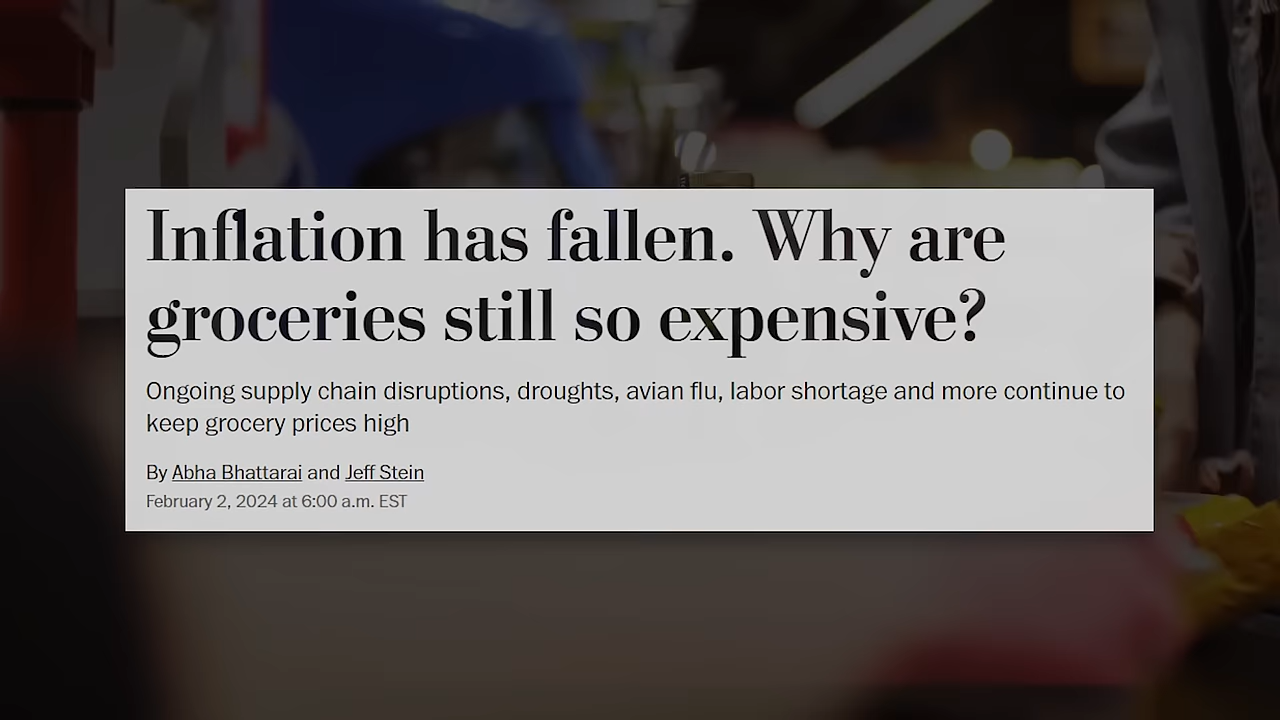 Inflation has fallen. Why are
groceries still so expensive?
Ongoing supply chain disruptions, droughts, avian flu, labor shortage and more continue to
keep grocery prices high
By Abha Bhattarai and Jeff Stein
February 2, 2024 at 6:00 a.m. EST